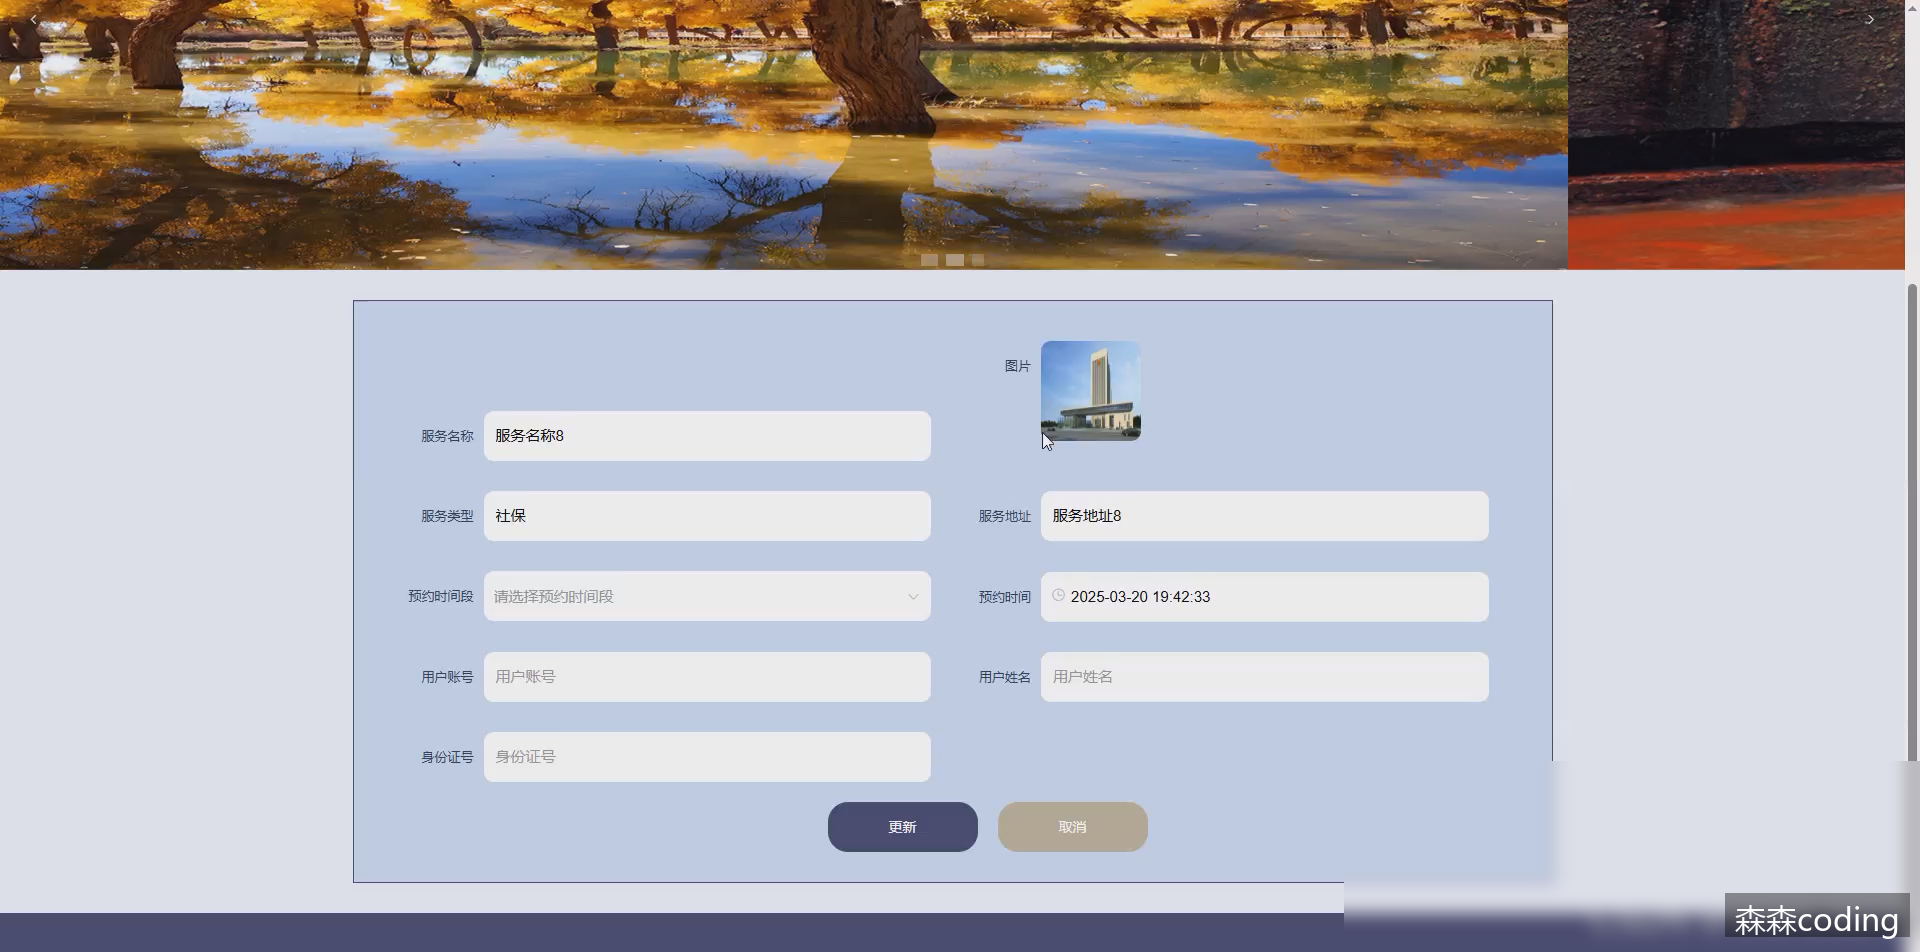 图片
服务名称 服务名称8
服务类型 社保
服务地址 服务地址8
预约时间段 请选择预约时间段
预约时间 2025-03-20 19:42:33
用户账号 用户账号
用户姓名 用户姓名
身份证号 身份证号
更新 取消
森森coding